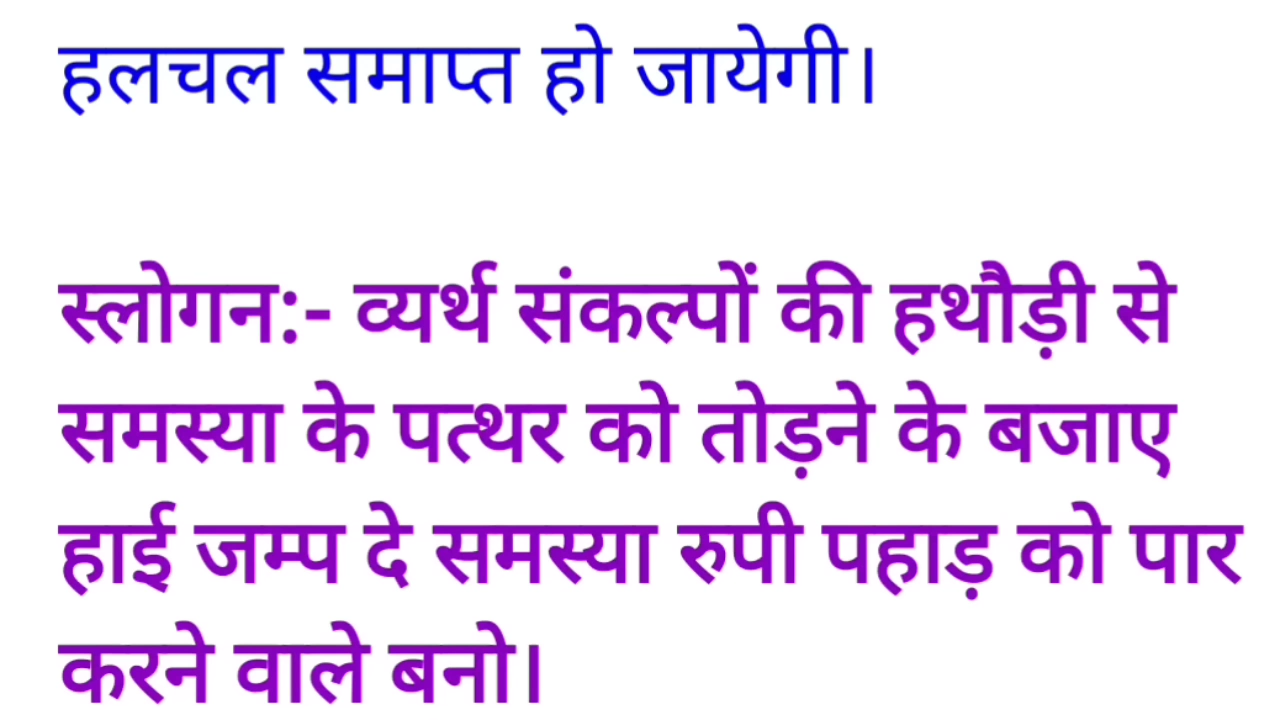 हलचल समाप्त हो जायेगी।
स्लोगन:- व्यर्थ संकल्पों की हथौड़ी से
समस्या के पत्थर को तोड़ने के बजाए
हाई जम्प दे समस्या रुपी पहाड़ को पार
करने वाले बनो।